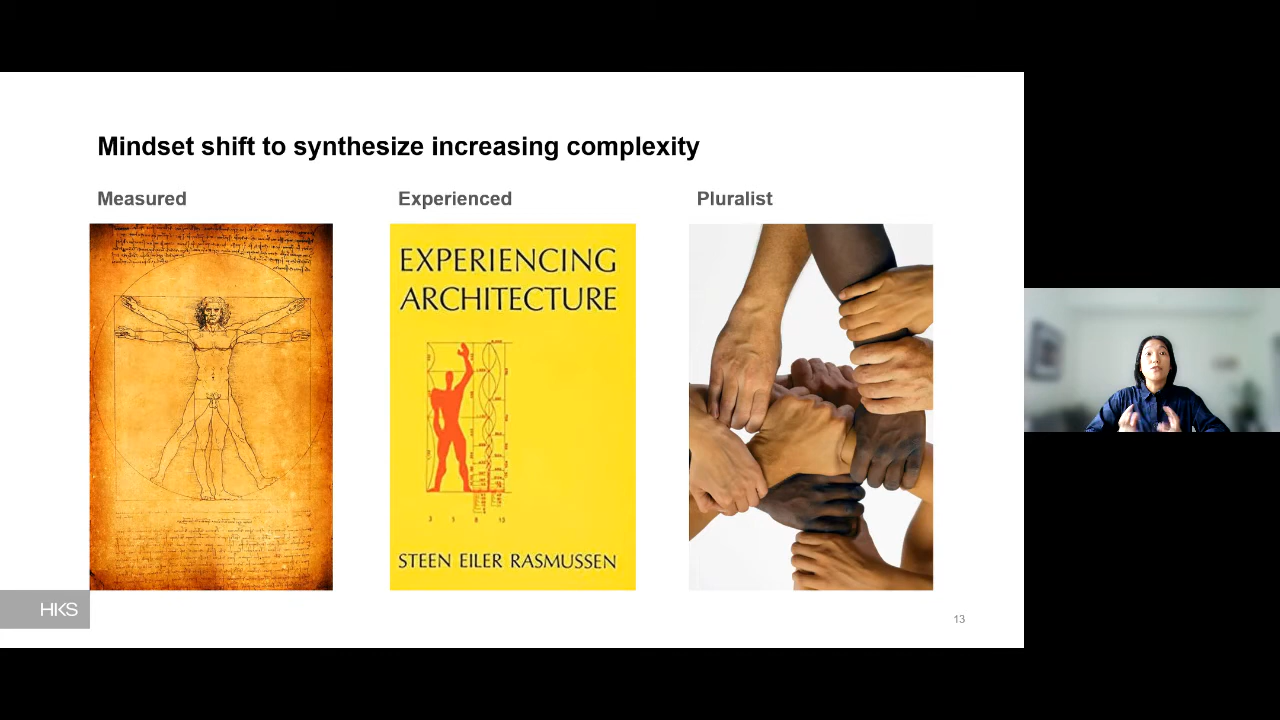 Mindset shift to synthesize increasing complexity
Measured
Experienced
Pluralist
EXPERIENCING
ARCHITECTURE
STEEN EILER RASMUSSEN
HKS
13